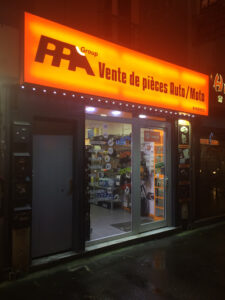 PPA Group
Vente de pièces Auto/Moto